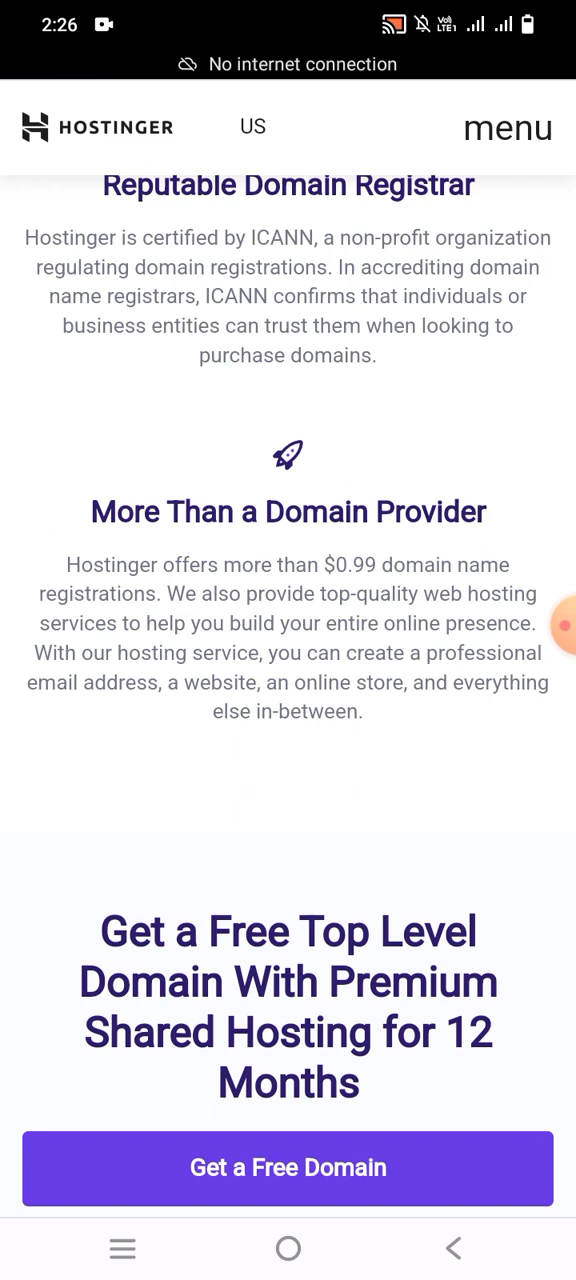 2:26
Vo)
LTE1
No internet connection
HOSTINGER US menu
Reputable Domain Registrar
Hostinger is certified by ICANN, a non-profit organization
regulating domain registrations. In accrediting domain
name registrars, ICANN confirms that individuals or
business entities can trust them when looking to
purchase domains.
More Than a Domain Provider
Hostinger offers more than $0.99 domain name
registrations. We also provide top-quality web hosting
services to help you build your entire online presence.
With our hosting service, you can create a professional
email address, a website, an online store, and everything
else in-between.
Get a Free Top Level
Domain With Premium
Shared Hosting for 12
Months
Get a Free Domain